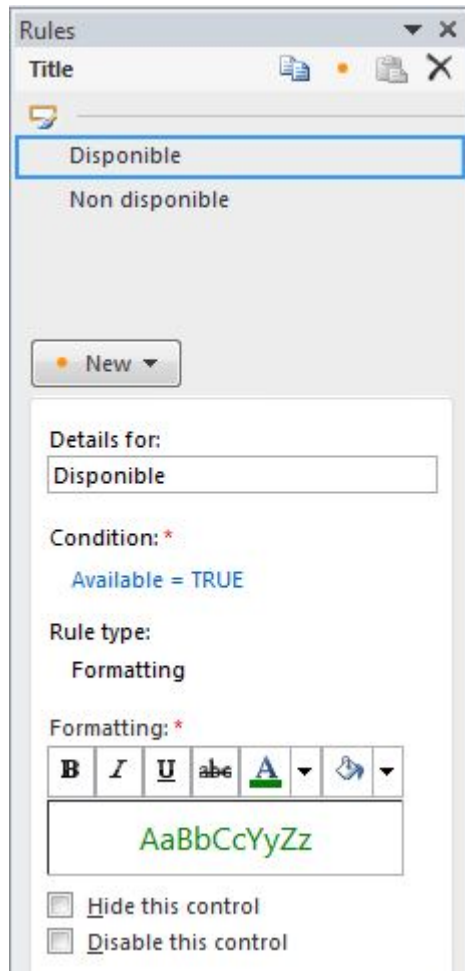 Rules
Title
Disponible
Non disponible
New
Details for:
Disponible
Condition: *
Available = TRUE
Rule type:
Formatting
Formatting: *
B I U abc A
AaBbCcYyZz
Hide this control
Disable this control